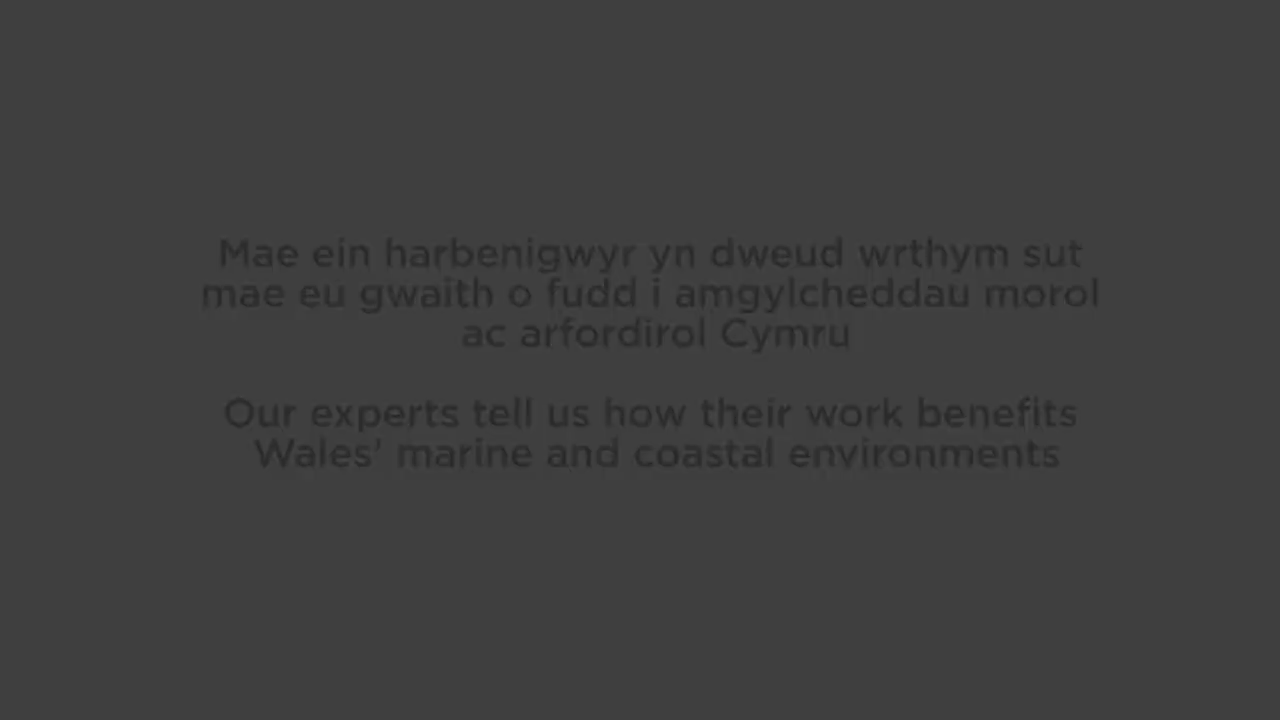 Mae ein harbenigwyr yn dweud wrthym sut
mae eu gwaith o fudd i amgylcheddau morol
ac arfordirol Cymru
Our experts tell us how their work benefits
Wales' marine and coastal environments